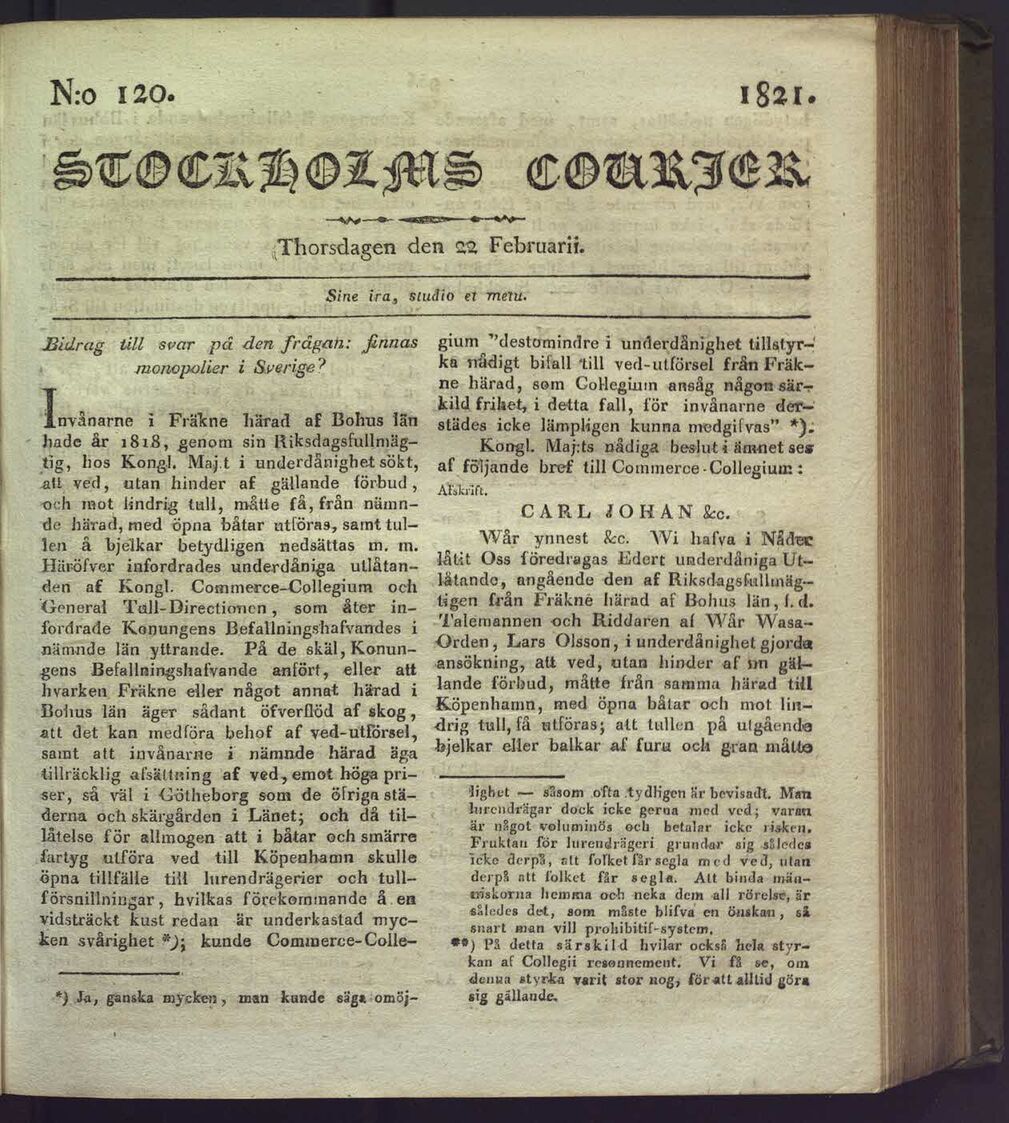 N:o 120.
1821.
STOCKHOLMS COURIER
Thorsdagen den 22 Februarii.
Sine ira, studio et metu.
Bidrag till svar på den frågan: finnas
monopolier i Sverige?
Invånarne i Fräkne härad af Bohus län
hade år 1818, genom sin Riksdagsfullmäg-
tig, hos Kongl. Maj.t i underdånighet sökt,
att ved, utan hinder af gällande förbud,
och mot lindrig tull, måtte få, från nämn-
de härad, med öpna båtar utföras, samt tul-
len å bjelkar betydligen nedsättas m. m.
Häröfver infordrades underdåniga utlåtan-
den af Kongl. Commerce-Collegium och
General Tull-Directionen, som åter in-
fordrade Konungens Befallningshafvandes i
nämnde län yttrande. På de skäl, Konun-
gens Befallningshafvande anfört, eller att
hvarken Fräkne eller något annat härad i
Bohus län äger sådant öfverflöd af skog,
att det kan medföra behof af ved-utförsel,
samt att invånarne i nämnde härad äga
tillräcklig afsättning af ved, emot höga pri-
ser, så väl i Götheborg som de öfriga stä-
derna och skärgården i Länet; och då til-
låtelse för allmogen att i båtar och smärre
fartyg utföra ved till Köpenhamn skulle
öpna tillfälle till lurendrägerier och tull-
försnillningar, hvilkas förekommande å en
vidsträckt kust redan är underkastad myc-
ken svårighet *); kunde Commerce-Colle-
*) Ja, ganska mycken, man kunde säga omöj-
gium "destomindre i underdånighet tillstyr-
ka nådigt bifall till ved-utförsel från Fräk-
ne härad, som Collegium ansåg någon sär-
kild frihet, i detta fall, för invånarne der-
städes icke lämpligen kunna medgifvas" *).
Kongl. Maj:ts nådiga beslut i ämnet ses
af följande bref till Commerce-Collegium:
Afskrift.
CARL JOHAN &c.
Wår ynnest &c. Wi hafva i Nåder
låtit Oss föredragas Edert underdåniga Ut-
låtande, angående den af Riksdagsfullmäg-
tigen från Fräkne härad af Bohus län, f. d.
Talemannen och Riddaren af Wår Wasa-
Orden, Lars Olsson, i underdånighet gjorda
ansökning, att ved, utan hinder af nu gäl-
lande förbud, måtte från samma härad till
Köpenhamn, med öpna båtar och mot lin-
drig tull, få utföras; att tullen på utgående
bjelkar eller balkar af furu och gran måtte
lighet — såsom ofta tydligen är bevisadt. Man
lurendrägar dock icke gerna med ved; varan
är något voluminös och betalar icke risken.
Fruktan för lurendrägeri grundar sig således
icke derpå, att folket får segla med ved, utan
derpå att folket får segla. Att binda män-
niskorna hemma och neka dem all rörelse, är
således det, som måste blifva en önskan, så
snart man vill prohibitif-system.
**) På detta särskild hvilar också hela styr-
kan af Collegii resonnement. Vi få se, om
denna styrka varit stor nog, för att alltid göra
sig gällande.